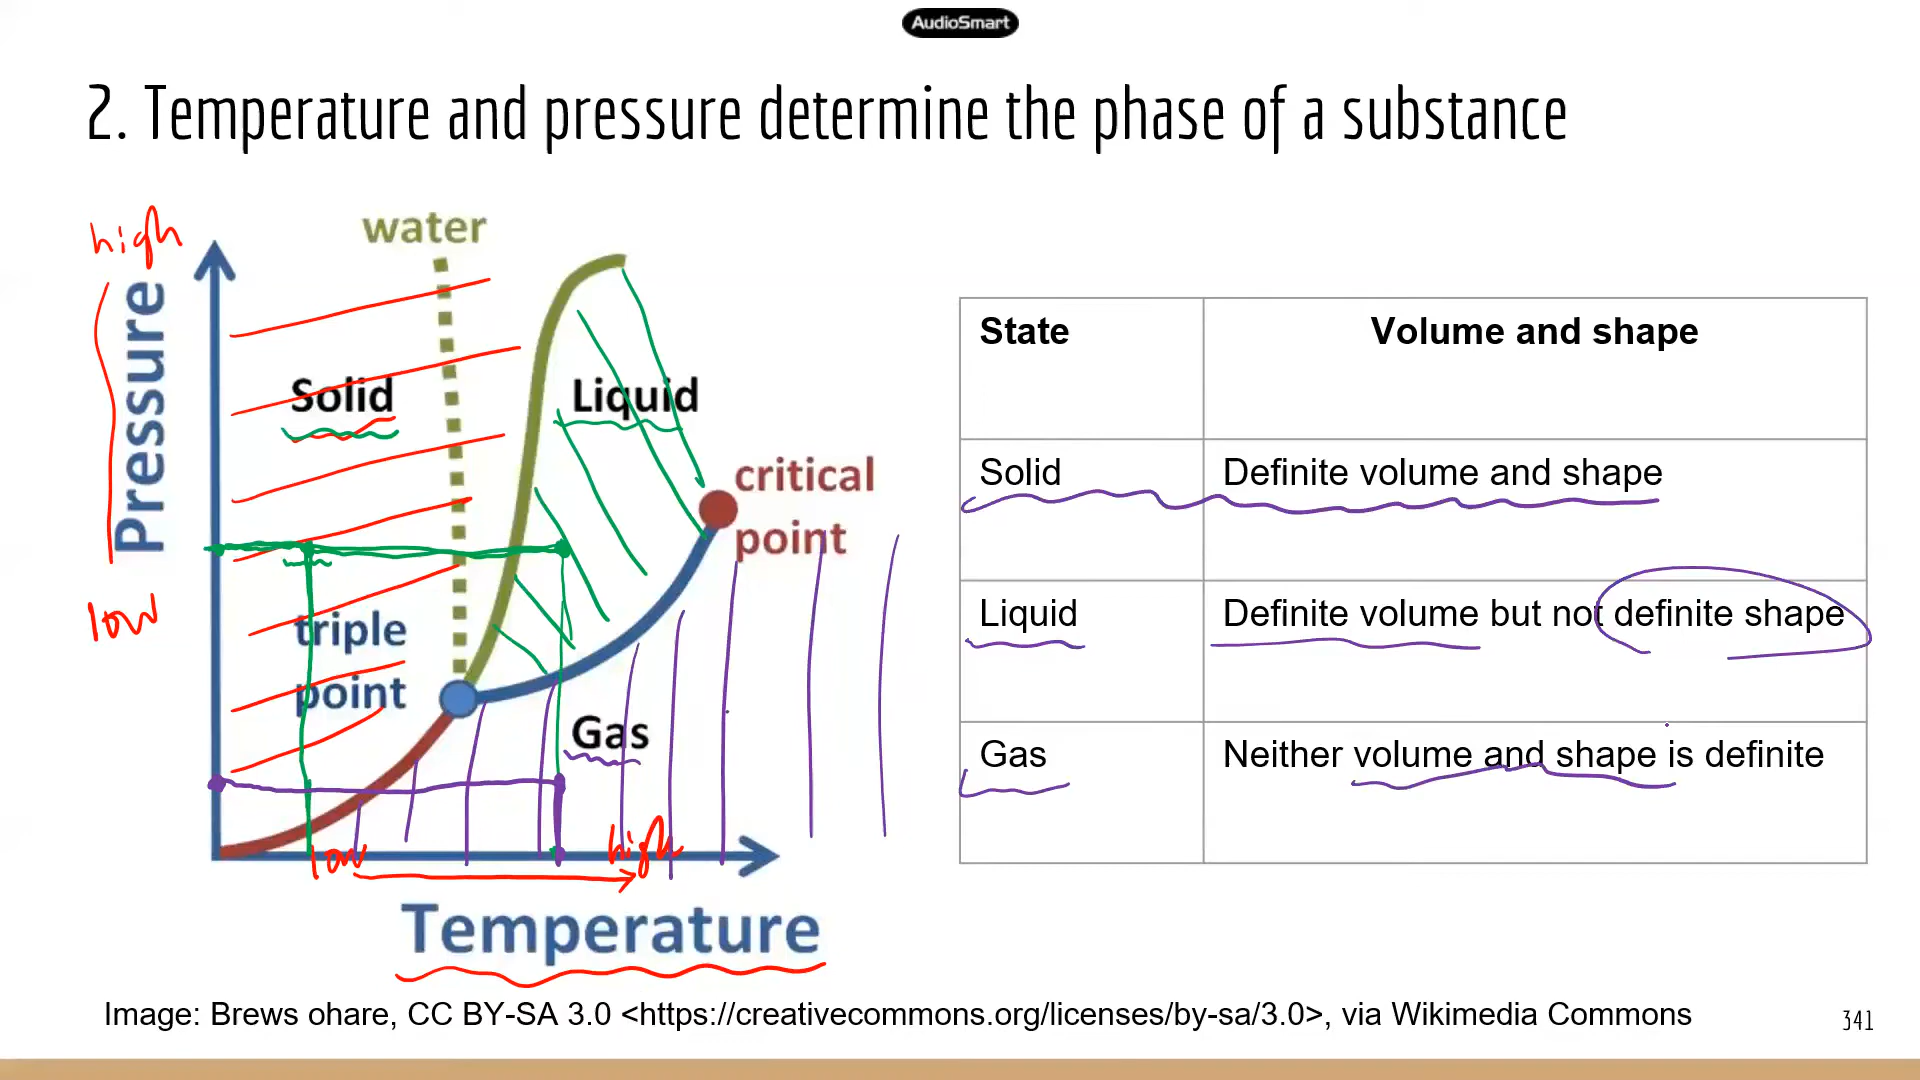 AudioSmart
2. Temperature and pressure determine the phase of a substance
high
Pressure
low
water
Solid
Liquid
critical
point
triple
point
Gas
low
high
Temperature
State Volume and shape
Solid Definite volume and shape
Liquid Definite volume but not definite shape
Gas Neither volume and shape is definite
Image: Brews ohare, CC BY-SA 3.0 <https://creativecommons.org/licenses/by-sa/3.0>, via Wikimedia Commons
341